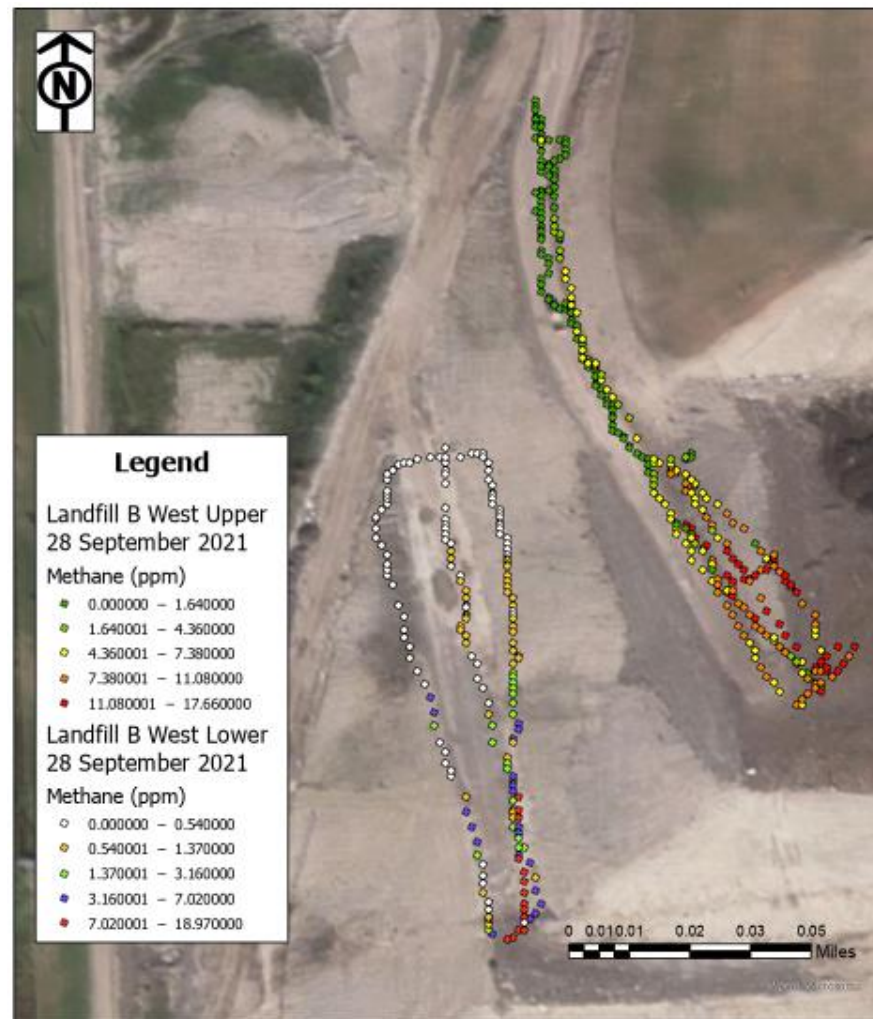 N
Legend
Landfill B West Upper
28 September 2021
Methane (ppm)
0.000000 – 1.640000
1.640001 – 4.360000
4.360001 – 7.380000
7.380001 – 11.080000
11.080001 – 17.660000
Landfill B West Lower
28 September 2021
Methane (ppm)
0.000000 – 0.540000
0.540001 – 1.370000
1.370001 – 3.160000
3.160001 – 7.020000
7.020001 – 18.970000
0 0.010.01 0.02 0.03 0.05
Miles